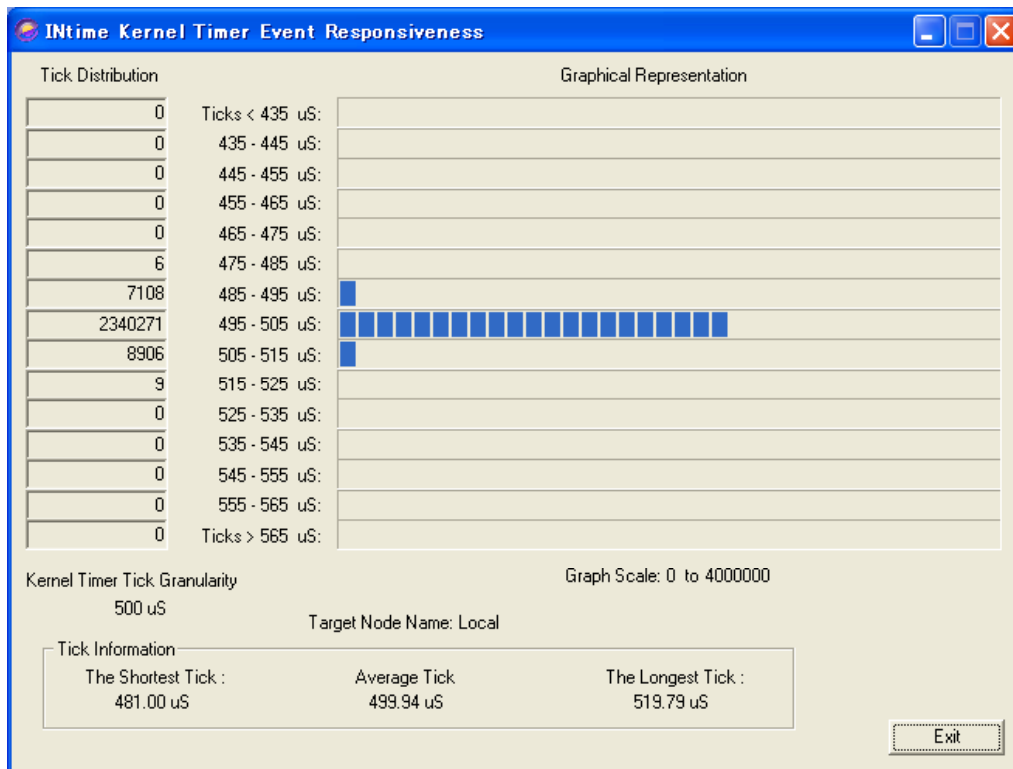 INtime Kernel Timer Event Responsiveness
Tick Distribution Graphical Representation
0 Ticks < 435 uS:
0 435 - 445 uS:
0 445 - 455 uS:
0 455 - 465 uS:
0 465 - 475 uS:
6 475 - 485 uS:
7108 485 - 495 uS:
2340271 495 - 505 uS:
8906 505 - 515 uS:
9 515 - 525 uS:
0 525 - 535 uS:
0 535 - 545 uS:
0 545 - 555 uS:
0 555 - 565 uS:
0 Ticks > 565 uS:
Kernel Timer Tick Granularity
500 uS
Graph Scale: 0 to 4000000
Target Node Name: Local
Tick Information
The Shortest Tick : Average Tick The Longest Tick :
481.00 uS 499.94 uS 519.79 uS
Exit